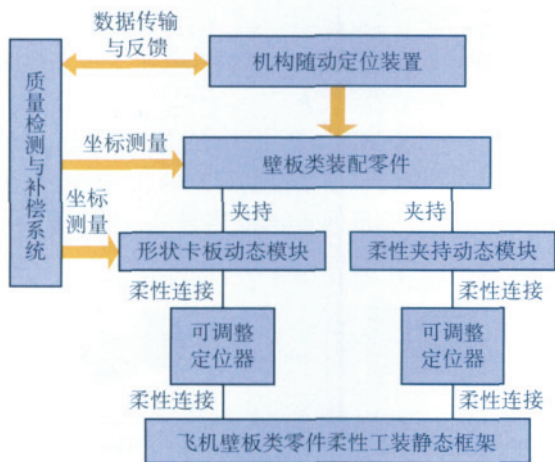 数据传输
与反馈
机构随动定位装置
质量检测与补偿系统
坐标测量
壁板类装配零件
坐标
测量
夹持
夹持
形状卡板动态模块
柔性夹持动态模块
柔性连接
柔性连接
可调整
定位器
可调整
定位器
柔性连接
柔性连接
飞机壁板类零件柔性工装静态框架